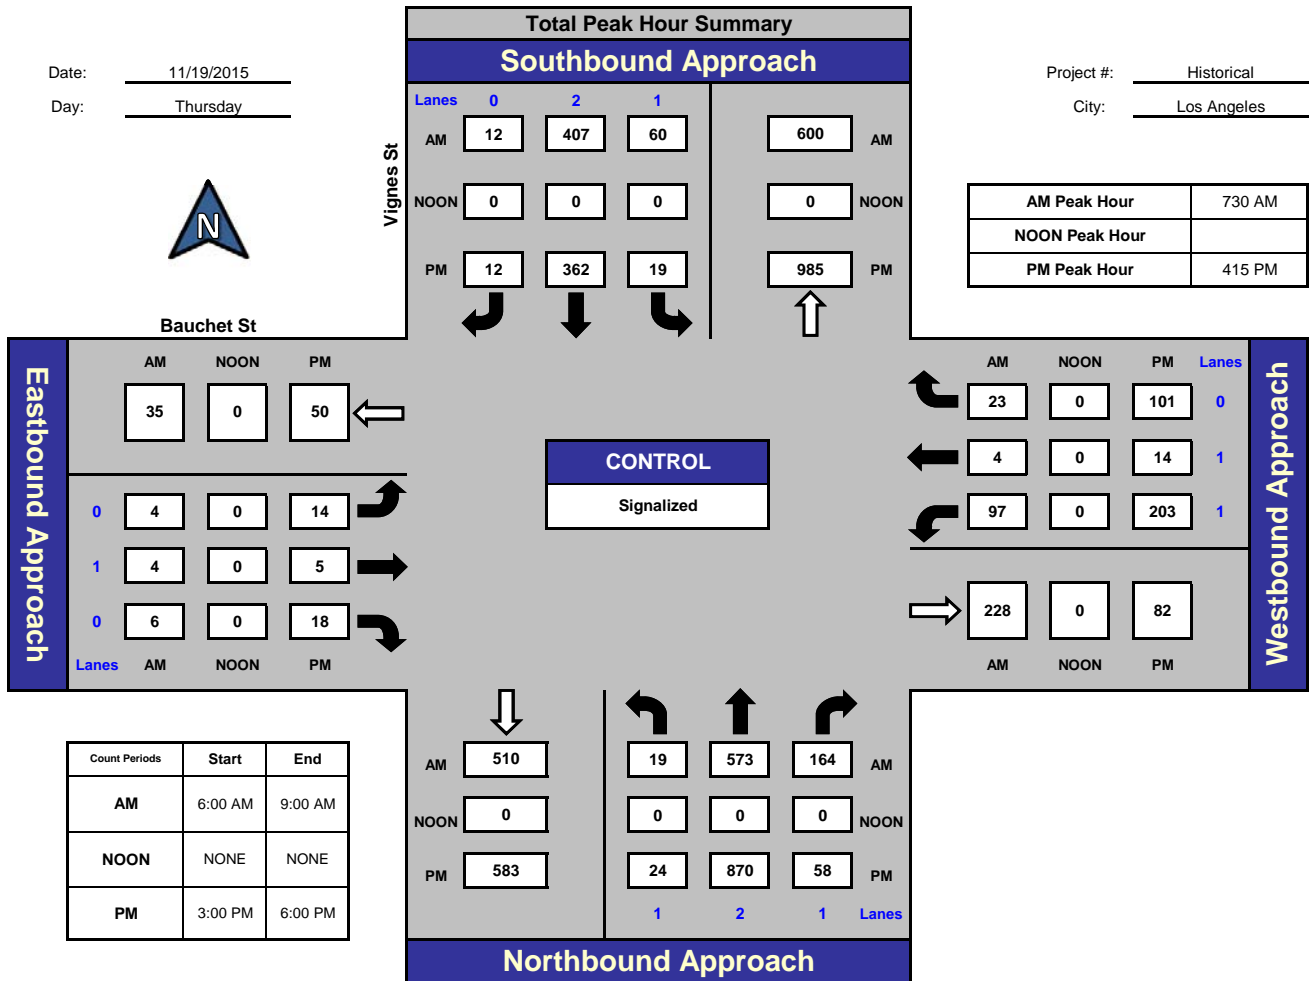 Total Peak Hour Summary
Southbound Approach
Date: 11/19/2015
Day: Thursday
Project #: Historical
City: Los Angeles
N
Vignes St
Lanes 0 2 1
AM 12 407 60 600 AM
NOON 0 0 0 0 NOON
PM 12 362 19 985 PM
AM Peak Hour 730 AM
NOON Peak Hour
PM Peak Hour 415 PM
Bauchet St
Eastbound Approach
AM NOON PM
35 0 50
0 4 0 14
1 4 0 5
0 6 0 18
Lanes AM NOON PM
CONTROL
Signalized
AM NOON PM Lanes
23 0 101 0
4 0 14 1
97 0 203 1
228 0 82
AM NOON PM
Westbound Approach
Count Periods Start End
AM 6:00 AM 9:00 AM
NOON NONE NONE
PM 3:00 PM 6:00 PM
AM 510 19 573 164 AM
NOON 0 0 0 0 NOON
PM 583 24 870 58 PM
1 2 1 Lanes
Northbound Approach